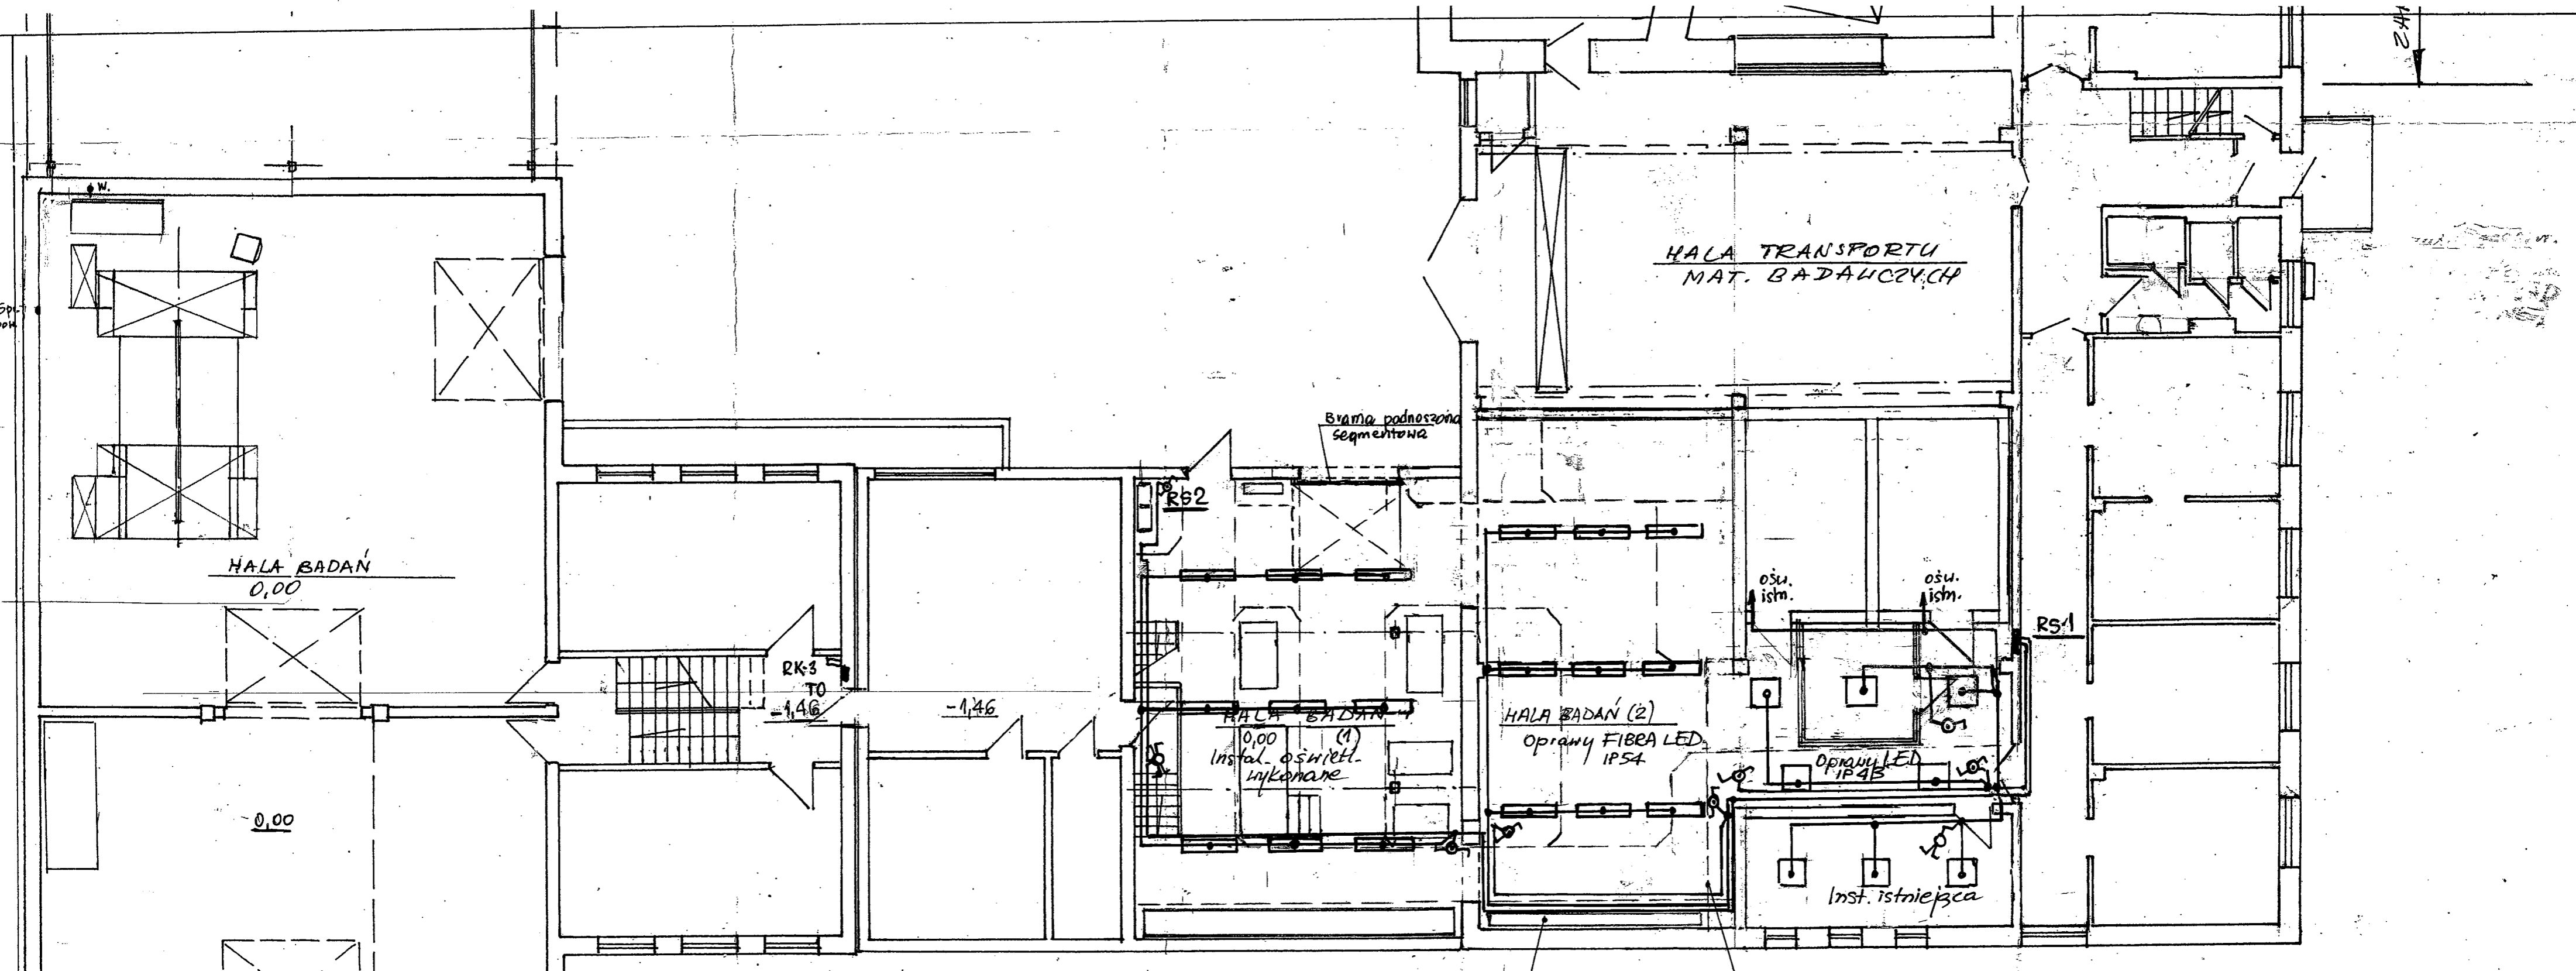 w.
HALA TRANSPORTU
MAT. BADAWCZYCH
Brama podnoszona
segmentowa
RS2
HALA BADAŃ
0,00
ośw.
istn.
ośw.
istn.
RS-1
RK-3
TO
-1,46
-1,46
HALA BADAŃ
0,00 (1)
Instal. oświetl.
wykonane
HALA BADAŃ (2)
Oprawy FIBRA LED
IP54
Oprawy LED
IP43
0,00
Inst. istniejąca